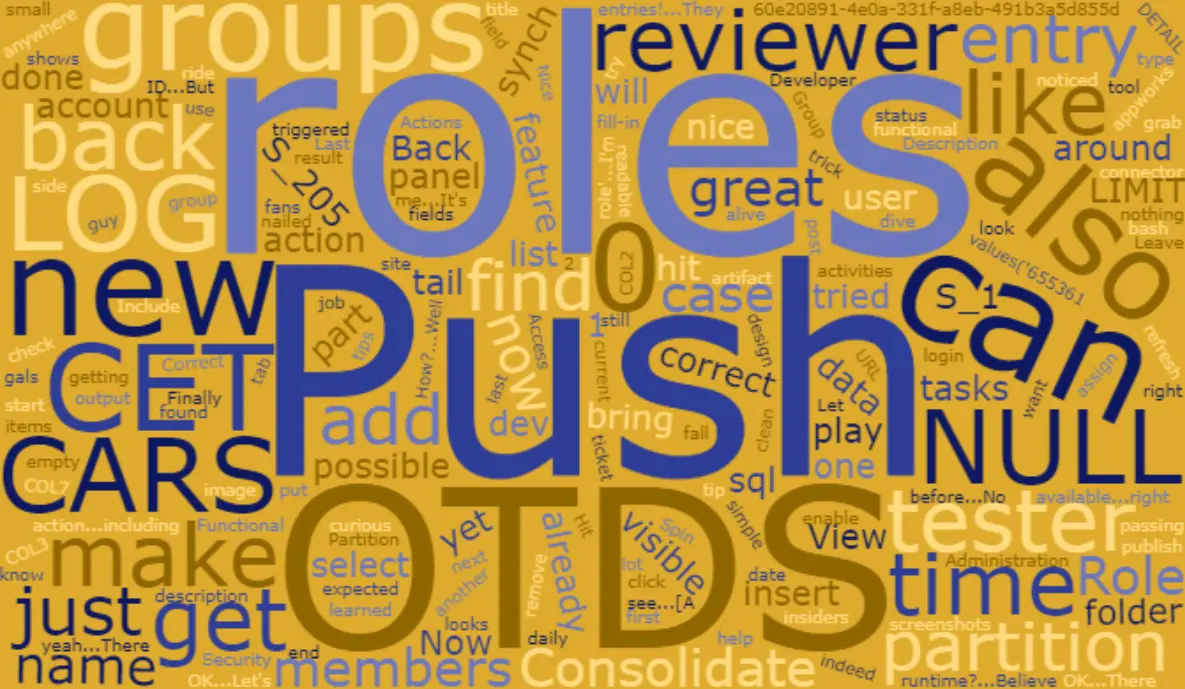 small
anywhere
groups
field
title
synch
entries!...They
60e20891-4e0a-331f-a8eb-491b3a5d855d
DETAIL
reviewer
entry
type
shows
done
ride
ID...But
account
use
roles
Nice
try
Developer
will
noticed
tool
like
appworks
grab
back
triggered
Last
result
Actions
Back
feature
fill-in
nice
Group
status
functional
Description
around
connector
LOG
side
guy
group
S_205
fans
nailed
action
panel
me...It's
fields
readable
role'...I'm
trick
great
alive
user
dive
post
also
LIMIT
nothing
bash
Leave
look
values('655361
new
Include
site
tail
list
find
2
0
COL2
hit
artifact
case
activities
tried
can
S_1
job
part
tips
How?...Well
Push
now
Access
1
still
design
refresh
check
gals
CET
getting
output
Correct
tab
Finally
found
last
current
correct
URL
data
login
tasks
assign
want
right
start
items
add
dev
bring
fall
clean
Let
play
one
NULL
CARS
empty
COL7
possible
image
put
ticket
sql
tip
before...No
available...right
action...including
Functional
curious
Partition
OTDS
yet
already
Hit
Spin
visible
simple
enable
View
tester
passing
publish
COL3
know
make
select
expected
learned
next
another
remove
lot
click
see...[A
first
date
insert
insiders
time
Administration
Role
folder
just
description
get
yeah...There
name
Security
end
members
looks
Now
daily
help
indeed
screenshots
partition
OK...Let's
Consolidate
runtime?...Believe
OK...There